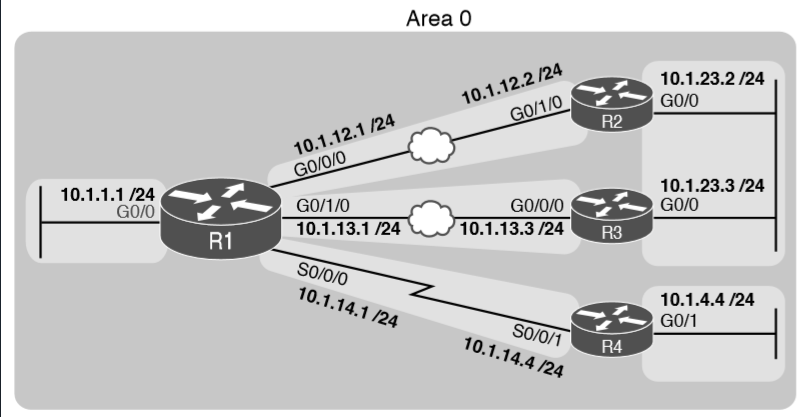 Area 0
10.1.12.2 /24
G0/1/0
R2
10.1.23.2 /24
G0/0
10.1.12.1 /24
G0/0/0
10.1.1.1 /24
G0/0
R1
G0/1/0
10.1.13.1 /24
G0/0/0
10.1.13.3 /24
R3
10.1.23.3 /24
G0/0
S0/0/0
10.1.14.1 /24
S0/0/1
10.1.14.4 /24
R4
10.1.4.4 /24
G0/1